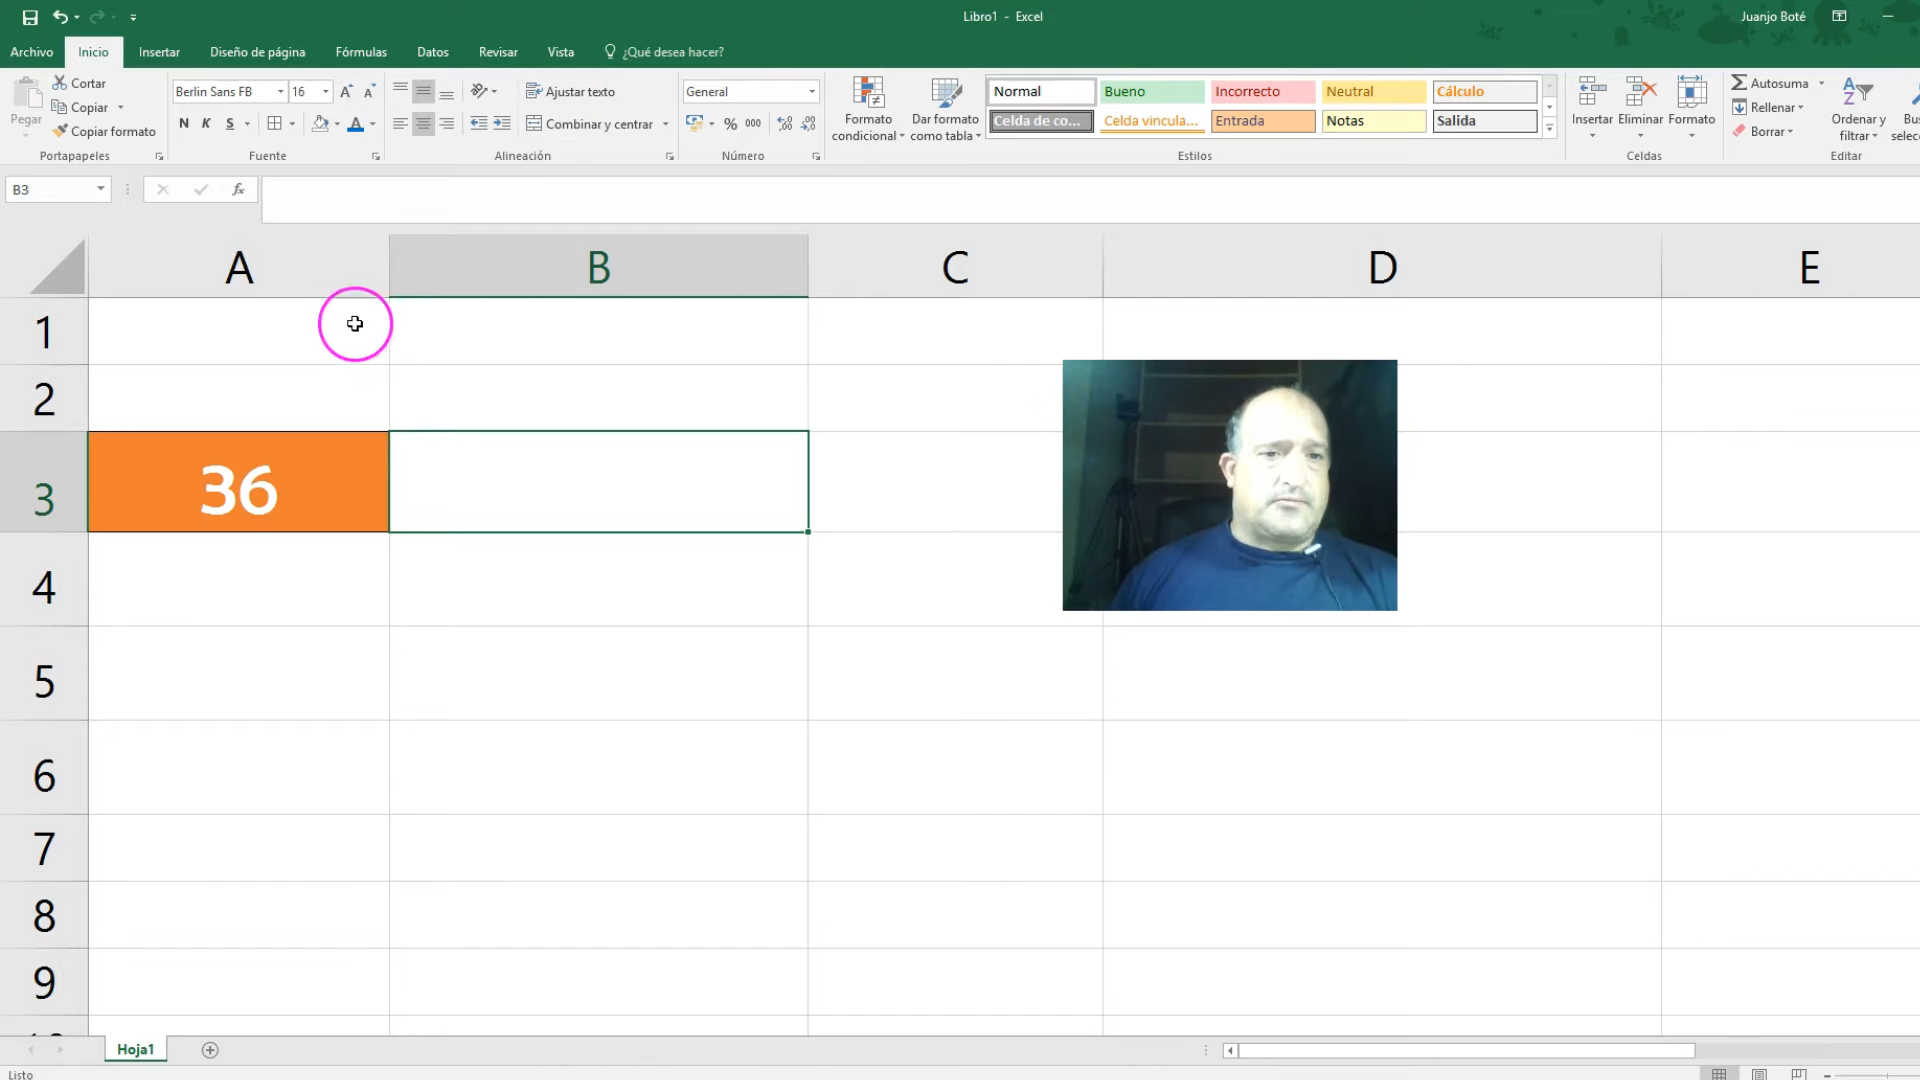 Libro1 - Excel
Juanjo Boté
Archivo
Inicio
Insertar
Diseño de página
Fórmulas
Datos
Revisar
Vista
¿Qué desea hacer?
Pegar
Cortar
Copiar
Copiar formato
Portapapeles
Berlin Sans FB
16
N K S
Fuente
Ajustar texto
Combinar y centrar
Alineación
General
% 000
Número
Formato
condicional
Dar formato
como tabla
Normal
Bueno
Incorrecto
Neutral
Cálculo
Celda de co...
Celda vincula...
Entrada
Notas
Salida
Estilos
Insertar
Eliminar
Formato
Celdas
Autosuma
Rellenar
Borrar
Ordenar y
filtrar
Editar
B3
fx
A
B
C
D
E
1
2
3
36
4
5
6
7
8
9
Hoja1
Listo